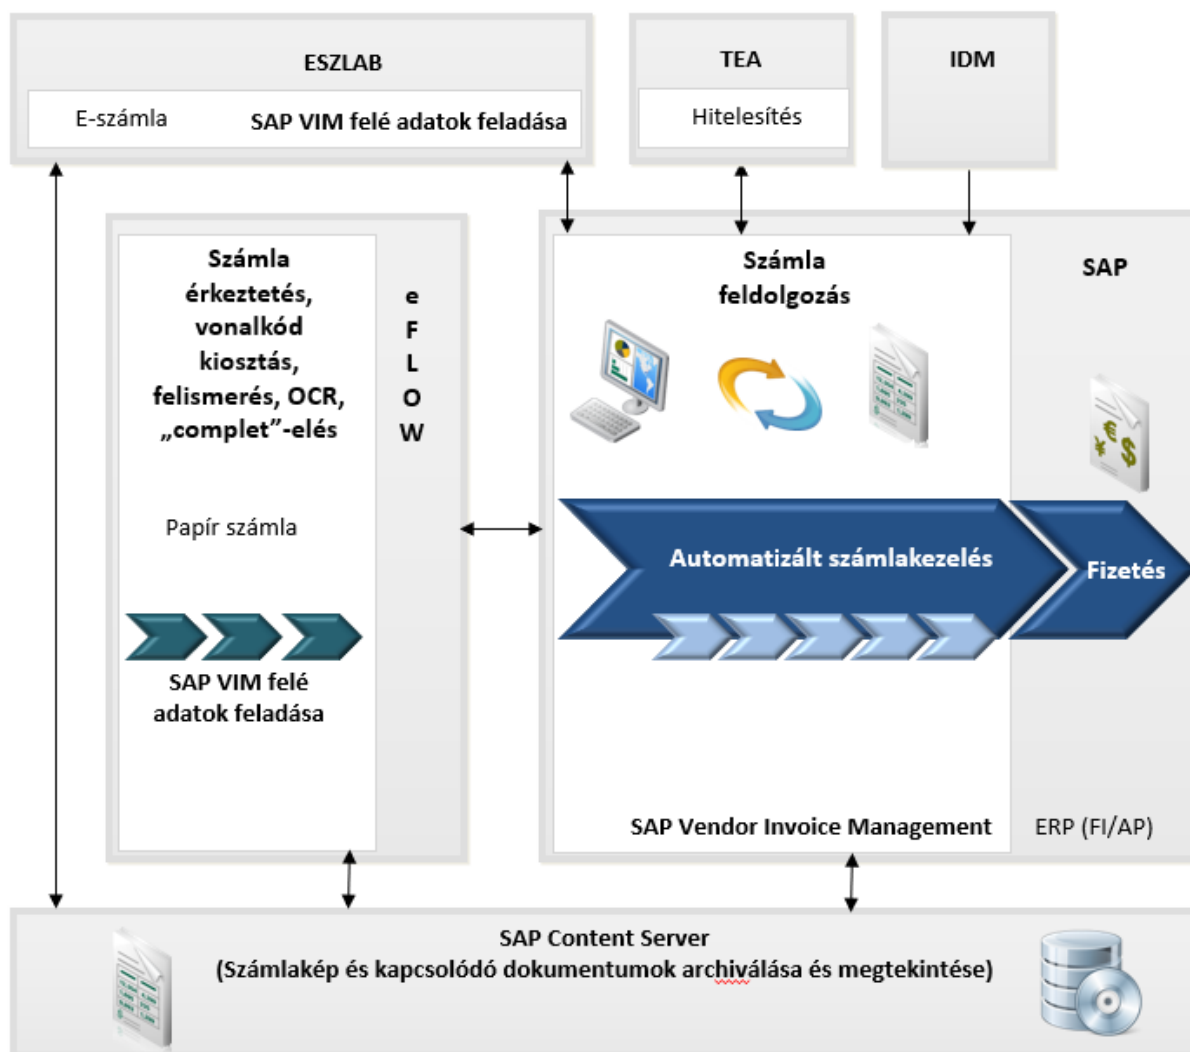 ESZLAB
E-számla
SAP VIM felé adatok feladása
TEA
Hitelesítés
IDM
Számla
érkeztetés,
vonalkód
kiosztás,
felismerés, OCR,
„complet”-elés
Papír számla
SAP VIM felé
adatok feladása
e
F
L
O
W
Számla
feldolgozás
SAP
Automatizált számlakezelés
Fizetés
SAP Vendor Invoice Management
ERP (FI/AP)
SAP Content Server
(Számlakép és kapcsolódó dokumentumok archiválása és megtekintése)